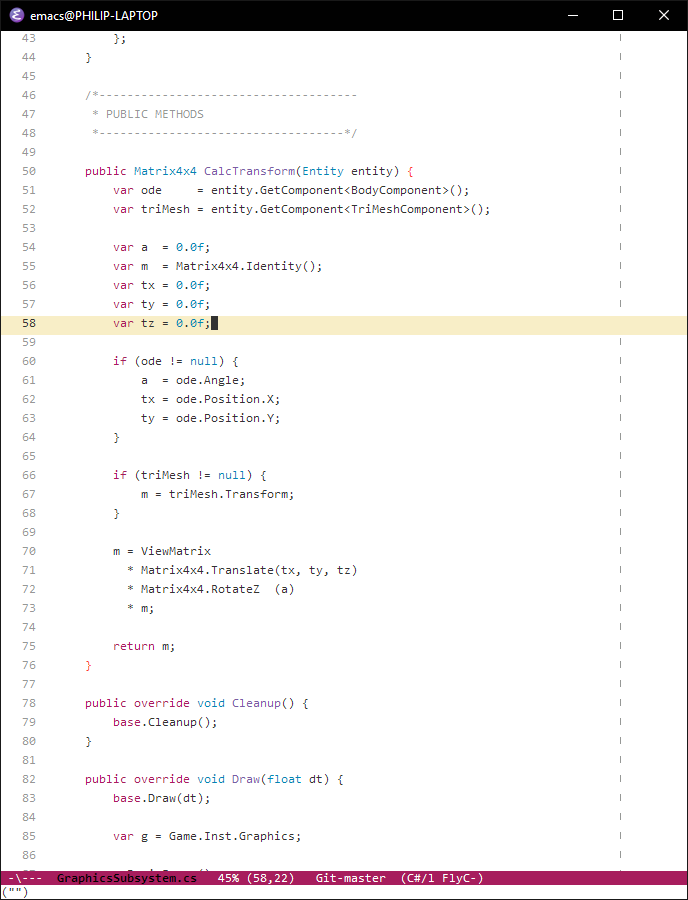 emacs@PHILIP-LAPTOP
43 };
44 }
45
46 /*-------------------------------------
47 * PUBLIC METHODS
48 *-----------------------------------*/
49
50 public Matrix4x4 CalcTransform(Entity entity) {
51 var ode     = entity.GetComponent<BodyComponent>();
52 var triMesh = entity.GetComponent<TriMeshComponent>();
53
54 var a  = 0.0f;
55 var m  = Matrix4x4.Identity();
56 var tx = 0.0f;
57 var ty = 0.0f;
58 var tz = 0.0f;
59
60 if (ode != null) {
61 a  = ode.Angle;
62 tx = ode.Position.X;
63 ty = ode.Position.Y;
64 }
65
66 if (triMesh != null) {
67 m = triMesh.Transform;
68 }
69
70 m = ViewMatrix
71 * Matrix4x4.Translate(tx, ty, tz)
72 * Matrix4x4.RotateZ  (a)
73 * m;
74
75 return m;
76 }
77
78 public override void Cleanup() {
79 base.Cleanup();
80 }
81
82 public override void Draw(float dt) {
83 base.Draw(dt);
84
85 var g = Game.Inst.Graphics;
86
-\--- GraphicsSubsystem.cs 45% (58,22) Git-master (C#/l FlyC-)
("")